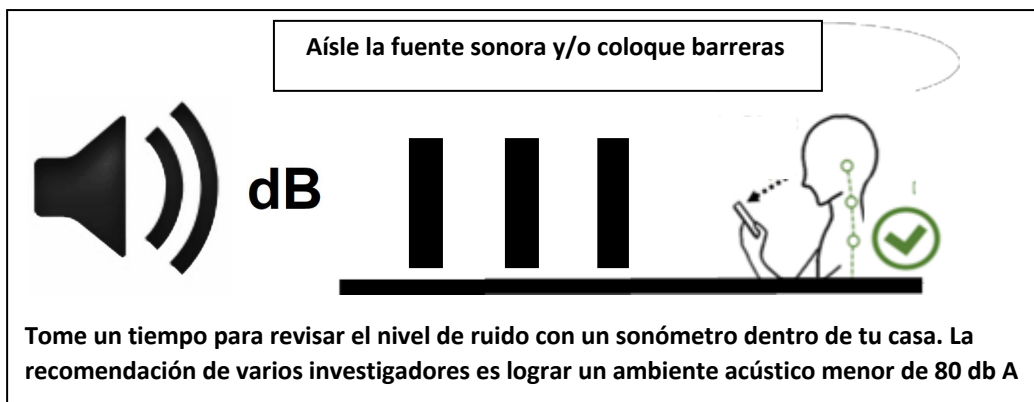 Aísle la fuente sonora y/o coloque barreras
dB
Tome un tiempo para revisar el nivel de ruido con un sonómetro dentro de tu casa. La
recomendación de varios investigadores es lograr un ambiente acústico menor de 80 db A